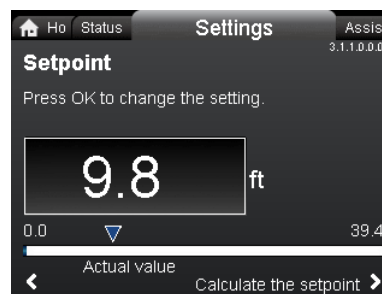 Ho Status Settings Assis
3.1.1.0.0.0
Setpoint
Press OK to change the setting.
9.8 ft
0.0 39.4
Actual value
Calculate the setpoint